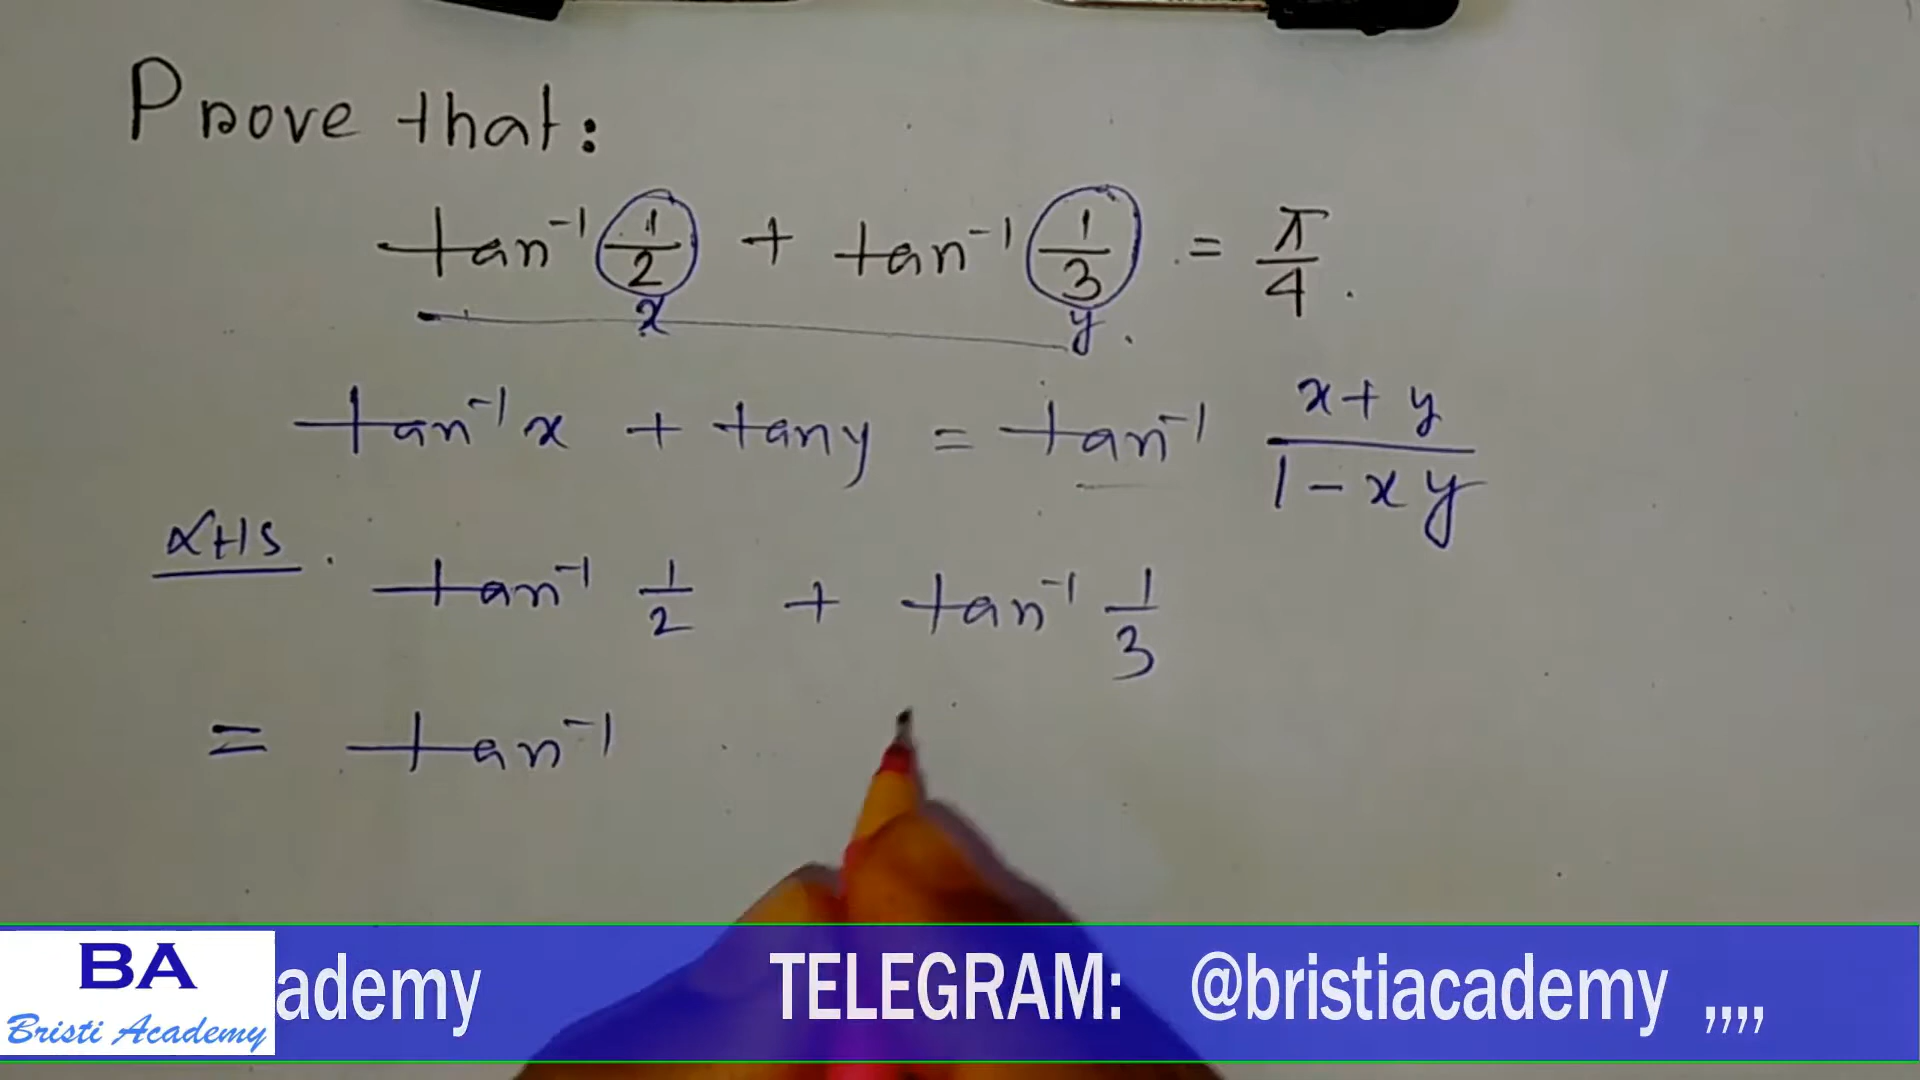 Prove that:
tan⁻¹ 1/2 + tan⁻¹ 1/3 = π/4.
x y.
tan⁻¹x + tany = tan⁻¹ x+y/1-xy
LHS. tan⁻¹ 1/2 + tan⁻¹ 1/3
= tan⁻¹
BA
Bristi Academy
ademy TELEGRAM: @bristiacademy ,,,,